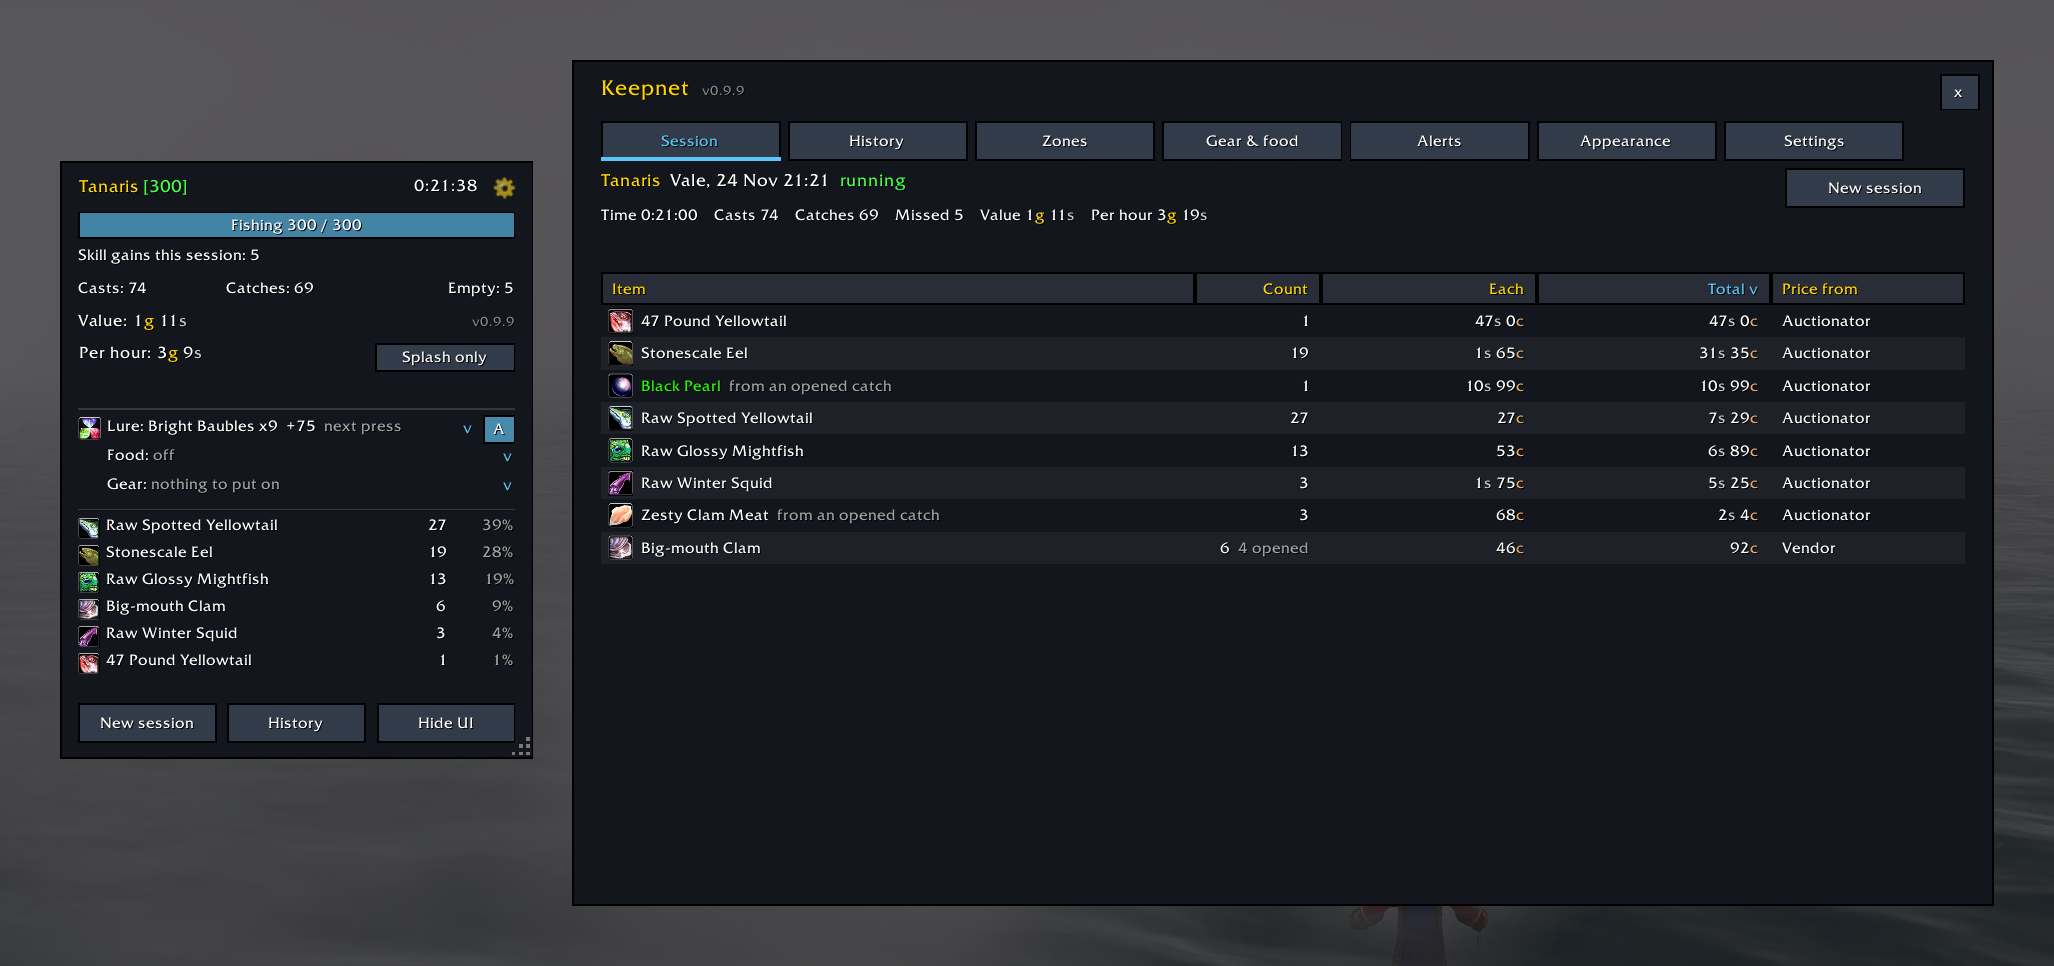 Tanaris [300] 0:21:38
Fishing 300 / 300
Skill gains this session: 5
Casts: 74 Catches: 69 Empty: 5
Value: 1g 11s v0.9.9
Per hour: 3g 9s Splash only
Lure: Bright Baubles x9 +75 next press v A
Food: off v
Gear: nothing to put on v
Raw Spotted Yellowtail 27 39%
Stonescale Eel 19 28%
Raw Glossy Mightfish 13 19%
Big-mouth Clam 6 9%
Raw Winter Squid 3 4%
47 Pound Yellowtail 1 1%
New session History Hide UI
Keepnet v0.9.9 x
Session History Zones Gear & food Alerts Appearance Settings
Tanaris Vale, 24 Nov 21:21 running New session
Time 0:21:00 Casts 74 Catches 69 Missed 5 Value 1g 11s Per hour 3g 19s
Item Count Each Total v Price from
47 Pound Yellowtail 1 47s 0c 47s 0c Auctionator
Stonescale Eel 19 1s 65c 31s 35c Auctionator
Black Pearl from an opened catch 1 10s 99c 10s 99c Auctionator
Raw Spotted Yellowtail 27 27c 7s 29c Auctionator
Raw Glossy Mightfish 13 53c 6s 89c Auctionator
Raw Winter Squid 3 1s 75c 5s 25c Auctionator
Zesty Clam Meat from an opened catch 3 68c 2s 4c Auctionator
Big-mouth Clam 6 4 opened 46c 92c Vendor